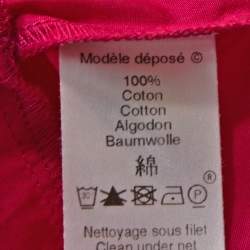 Modèle déposé ©
100%
Coton
Cotton
Algodon
Baumwolle
綿
®
P
Nettoyage sous filet
Clean under net